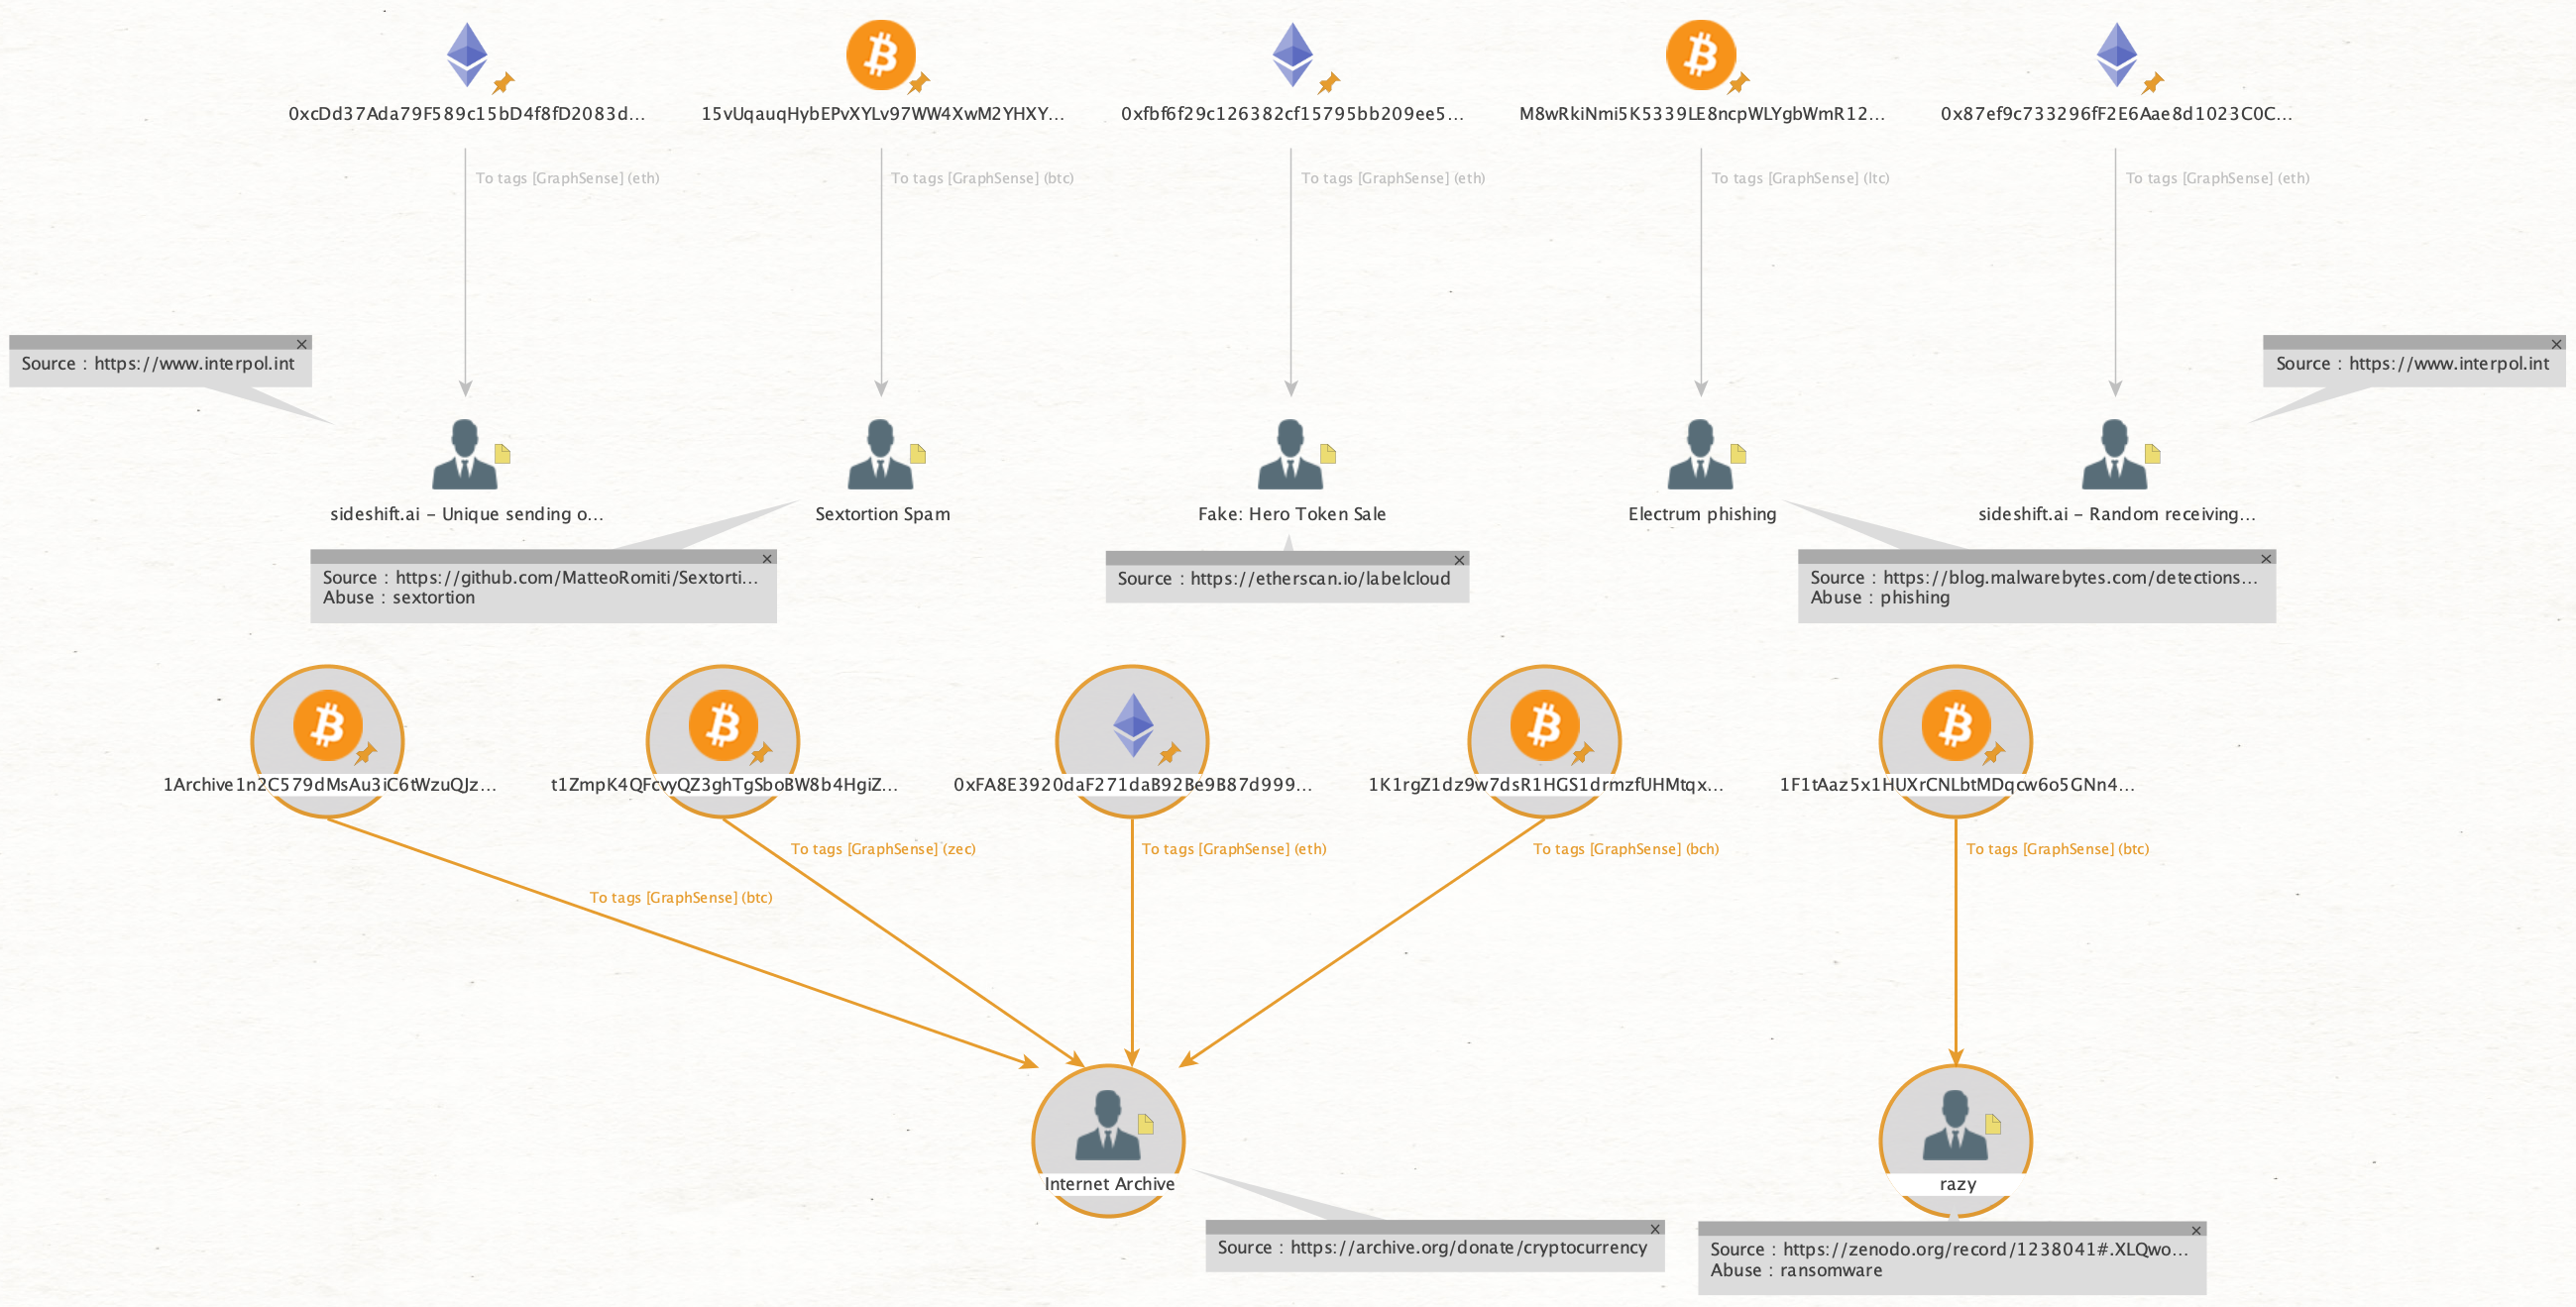 0xcDd37Ada79F589c15bD4f8fD2083d...
15vUqauqHybEPvXYLv97WW4XwM2YHXY...
0xfbf6f29c126382cf15795bb209ee5...
M8wRkiNmi5K5339LE8ncpWLYgbWmR12...
0x87ef9c733296fF2E6Aae8d1023C0C...
To tags [GraphSense] (eth)
To tags [GraphSense] (btc)
To tags [GraphSense] (eth)
To tags [GraphSense] (ltc)
To tags [GraphSense] (eth)
Source : https://www.interpol.int
Source : https://www.interpol.int
sideshift.ai – Unique sending o...
Sextortion Spam
Fake: Hero Token Sale
Electrum phishing
sideshift.ai – Random receiving...
Source : https://github.com/MatteoRomiti/Sextorti...
Abuse : sextortion
Source : https://etherscan.io/labelcloud
Source : https://blog.malwarebytes.com/detections...
Abuse : phishing
1Archive1n2C579dMsAu3iC6tWzuQJz...
t1ZmpK4QFcvyQZ3ghTgSboBW8b4HgiZ...
0xFA8E3920daF271daB92Be9B87d999...
1K1rgZ1dz9w7dsR1HGS1drmzfUHMtqx...
1F1tAaz5x1HUXrCNLbtMDqcw6o5GNn4...
To tags [GraphSense] (zec)
To tags [GraphSense] (eth)
To tags [GraphSense] (bch)
To tags [GraphSense] (btc)
To tags [GraphSense] (btc)
Internet Archive
razy
Source : https://archive.org/donate/cryptocurrency
Source : https://zenodo.org/record/1238041#.XLQwo...
Abuse : ransomware